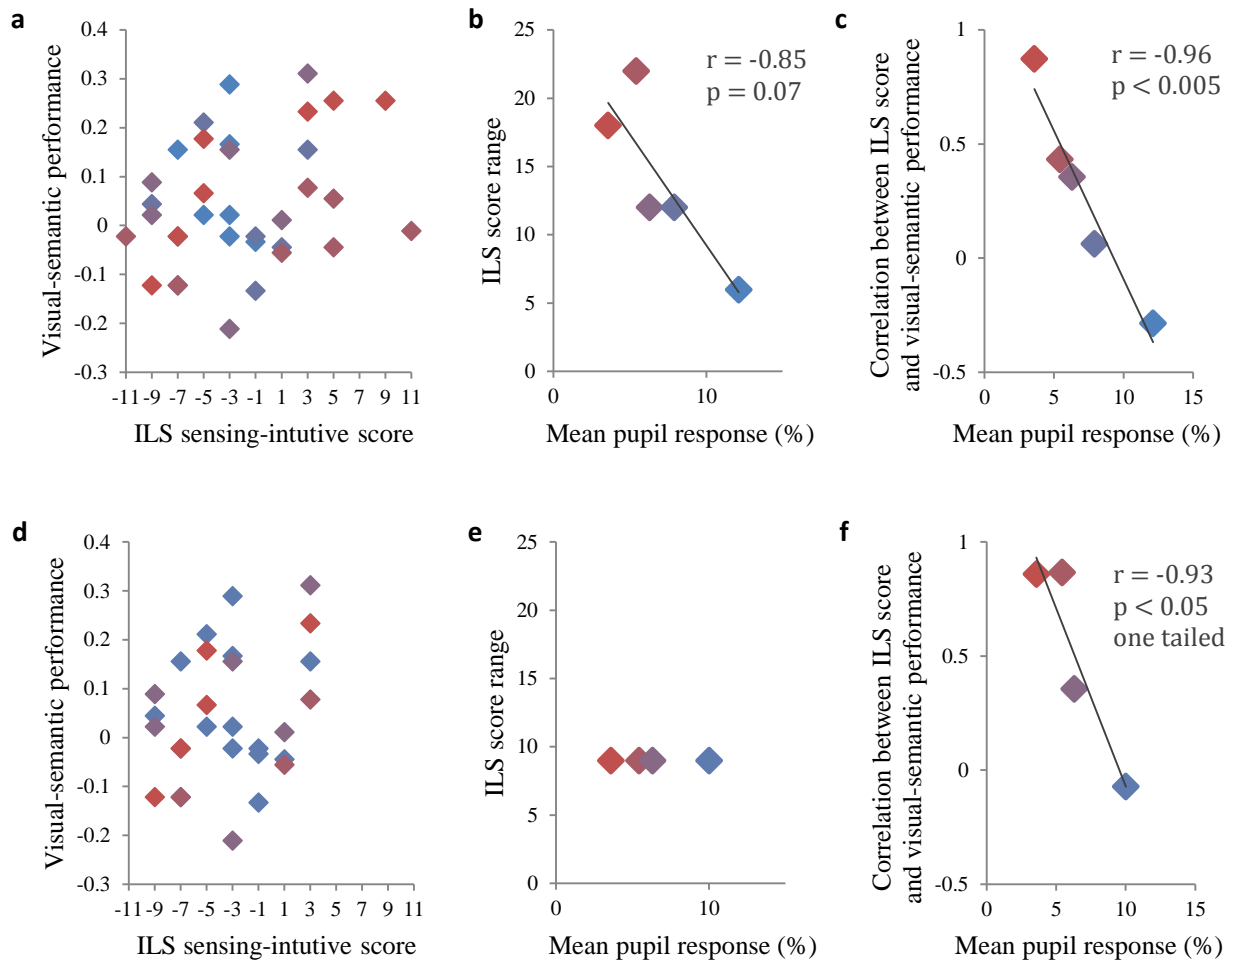 a
Visual-semantic performance
0.4
0.3
0.2
0.1
0
-0.1
-0.2
-0.3
-11 -9 -7 -5 -3 -1 1 3 5 7 9 11
ILS sensing-intutive score
b
ILS score range
25
20
15
10
5
0
r = -0.85
p = 0.07
0 10
Mean pupil response (%)
c
Correlation between ILS score
and visual-semantic performance
1
0.5
0
-0.5
r = -0.96
p < 0.005
0 5 10 15
Mean pupil response (%)
d
Visual-semantic performance
0.4
0.3
0.2
0.1
0
-0.1
-0.2
-0.3
-11 -9 -7 -5 -3 -1 1 3 5 7 9 11
ILS sensing-intutive score
e
ILS score range
25
20
15
10
5
0
0 10
Mean pupil response (%)
f
Correlation between ILS score
and visual-semantic performance
1
0.5
0
-0.5
r = -0.93
p < 0.05
one tailed
0 5 10 15
Mean pupil response (%)